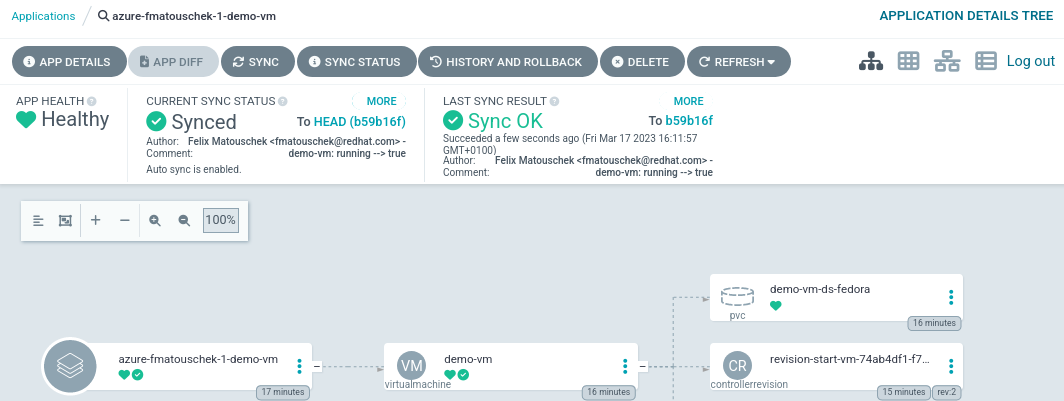 Applications / azure-fmatouschek-1-demo-vm
APPLICATION DETAILS TREE
APP DETAILS APP DIFF SYNC SYNC STATUS HISTORY AND ROLLBACK DELETE REFRESH Log out
APP HEALTH
Healthy
CURRENT SYNC STATUS MORE
Synced To HEAD (b59b16f)
Author: Felix Matouschek <fmatouschek@redhat.com> -
Comment: demo-vm: running --> true
Auto sync is enabled.
LAST SYNC RESULT MORE
Sync OK To b59b16f
Succeeded a few seconds ago (Fri Mar 17 2023 16:11:57
GMT+0100)
Author: Felix Matouschek <fmatouschek@redhat.com> -
Comment: demo-vm: running --> true
100%
demo-vm-ds-fedora
pvc
16 minutes
azure-fmatouschek-1-demo-vm
17 minutes
VM demo-vm
virtualmachine
16 minutes
CR revision-start-vm-74ab4df1-f7...
controllerrevision
15 minutes rev:2